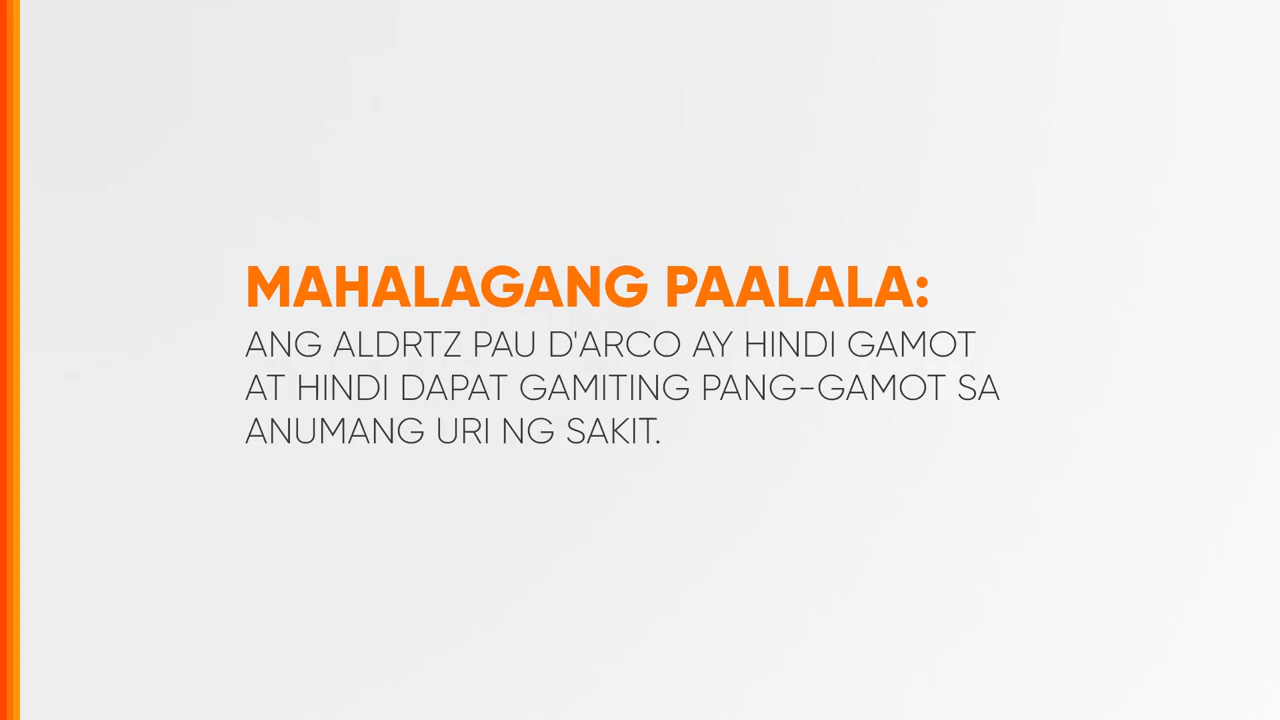 MAHALAGANG PAALALA:
ANG ALDRTZ PAU D'ARCO AY HINDI GAMOT
AT HINDI DAPAT GAMITING PANG-GAMOT SA
ANUMANG URI NG SAKIT.